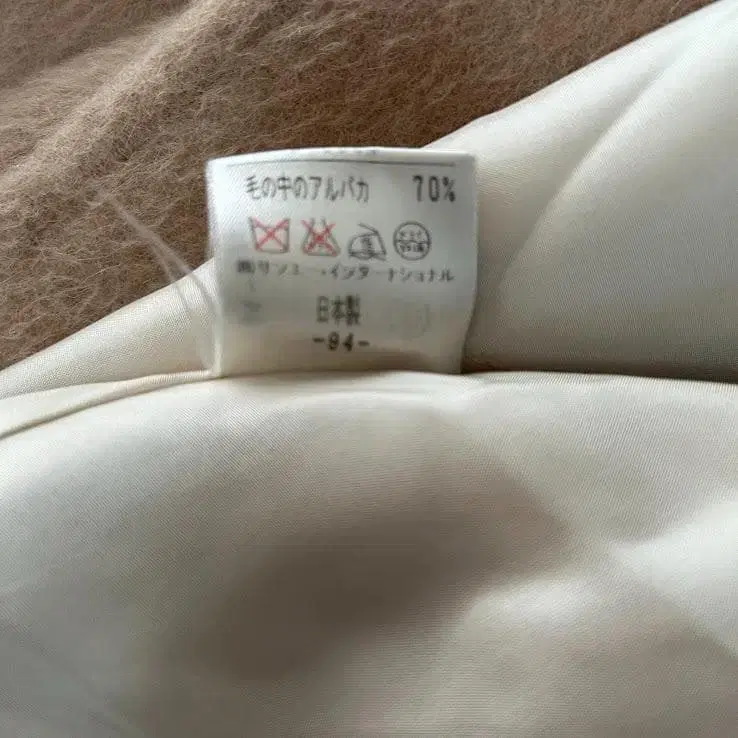 毛の中のアルパカ 70%
㈱サンエー・インターナショナル
日本製
-94-